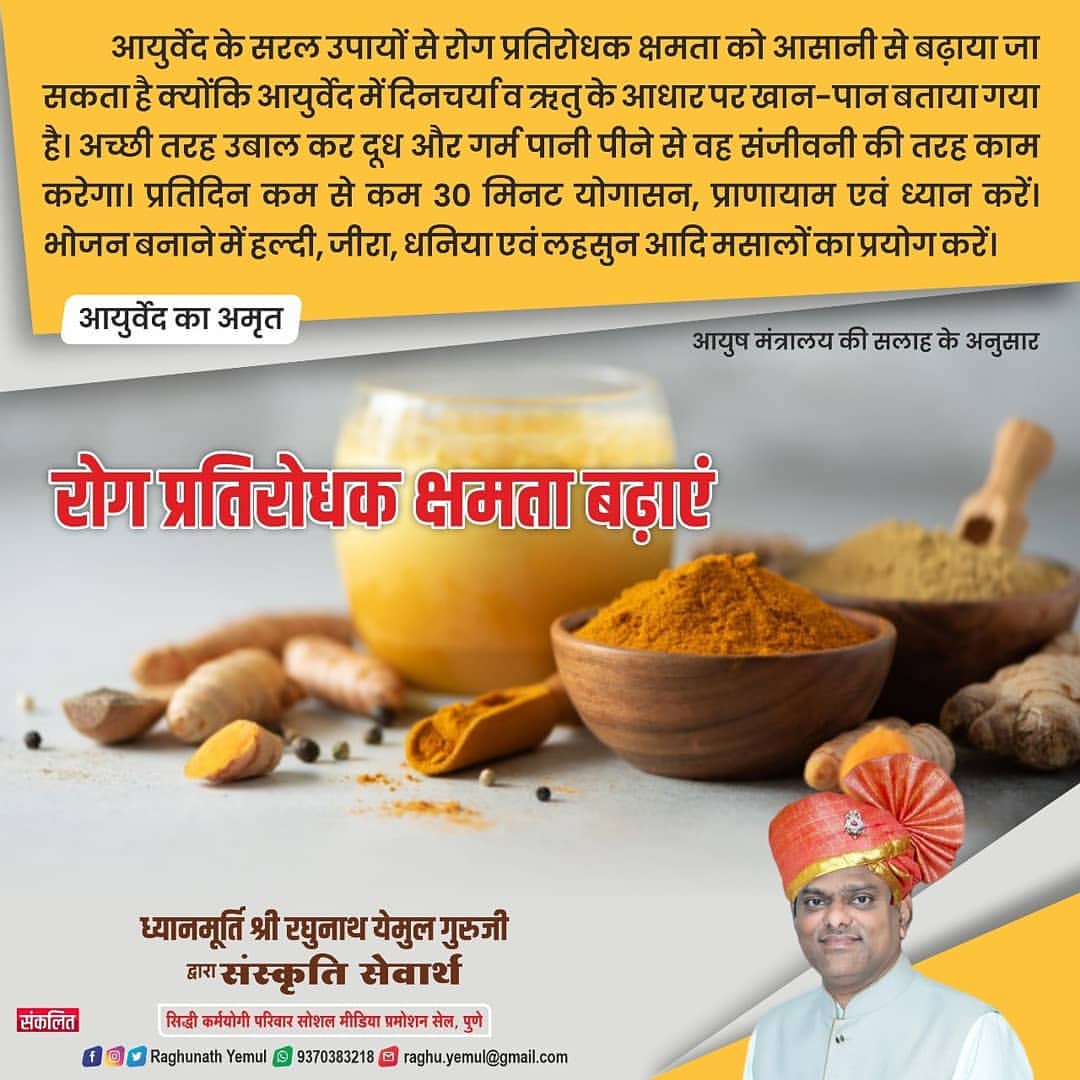 आयुर्वेद के सरल उपायों से रोग प्रतिरोधक क्षमता को आसानी से बढ़ाया जा
सकता है क्योंकि आयुर्वेद में दिनचर्या व ऋतु के आधार पर खान-पान बताया गया
है। अच्छी तरह उबाल कर दूध और गर्म पानी पीने से वह संजीवनी की तरह काम
करेगा। प्रतिदिन कम से कम 30 मिनट योगासन, प्राणायाम एवं ध्यान करें।
भोजन बनाने में हल्दी, जीरा, धनिया एवं लहसुन आदि मसालों का प्रयोग करें।
आयुर्वेद का अमृत
आयुष मंत्रालय की सलाह के अनुसार
रोग प्रतिरोधक क्षमता बढ़ाएं
ध्यानमूर्ति श्री रघुनाथ येमुल गुरुजी
द्वारा संस्कृति सेवार्थ
संकलित
सिद्धी कर्मयोगी परिवार सोशल मीडिया प्रमोशन सेल, पुणे
Raghunath Yemul 9370383218 raghu.yemul@gmail.com